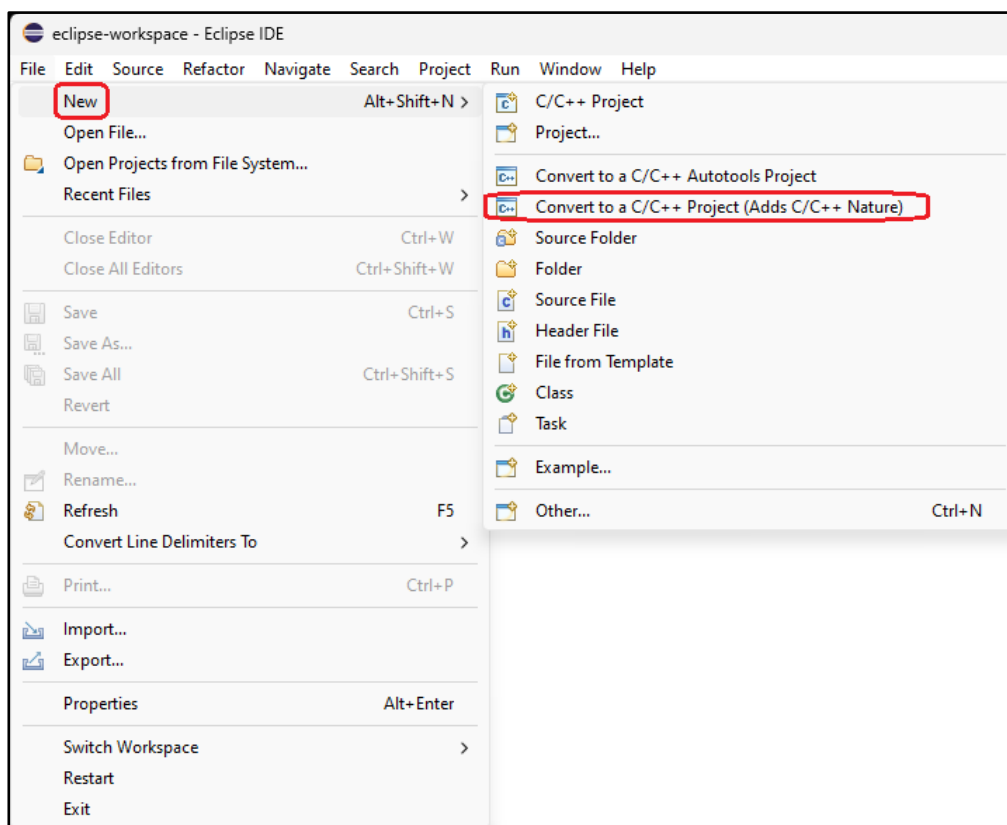 eclipse-workspace - Eclipse IDE
File Edit Source Refactor Navigate Search Project Run Window Help
New Alt+Shift+N >
Open File...
Open Projects from File System...
Recent Files >
Close Editor Ctrl+W
Close All Editors Ctrl+Shift+W
Save Ctrl+S
Save As...
Save All Ctrl+Shift+S
Revert
Move...
Rename...
Refresh F5
Convert Line Delimiters To >
Print... Ctrl+P
Import...
Export...
Properties Alt+Enter
Switch Workspace >
Restart
Exit
C/C++ Project
Project...
Convert to a C/C++ Autotools Project
Convert to a C/C++ Project (Adds C/C++ Nature)
Source Folder
Folder
Source File
Header File
File from Template
Class
Task
Example...
Other... Ctrl+N